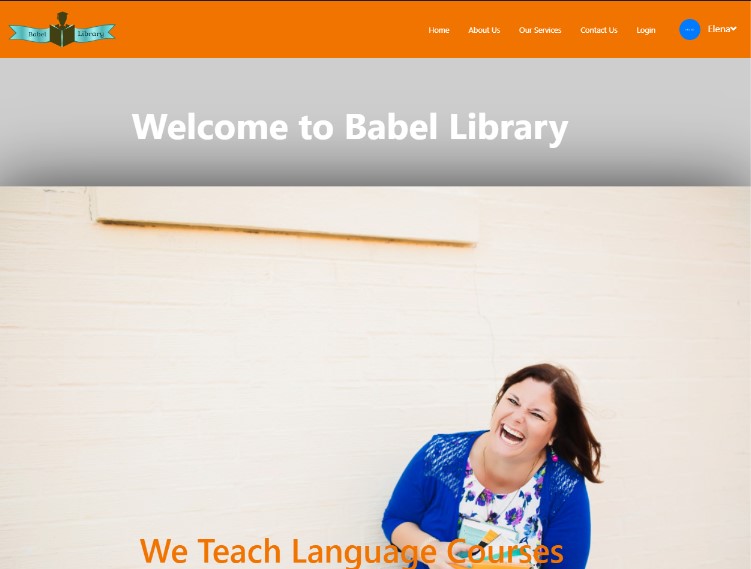 Babel Library
Home About Us Our Services Contact Us Login Elena
Welcome to Babel Library
We Teach Language Courses